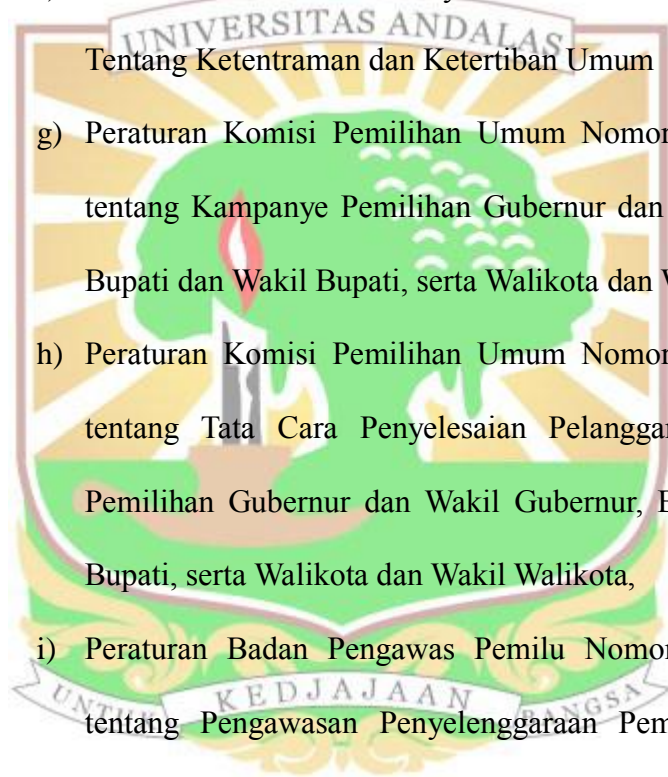 UNIVERSITAS ANDALAS
Tentang Ketentraman dan Ketertiban Umum
g) Peraturan Komisi Pemilihan Umum Nomor
tentang Kampanye Pemilihan Gubernur dan
Bupati dan Wakil Bupati, serta Walikota dan
h) Peraturan Komisi Pemilihan Umum Nomor
tentang Tata Cara Penyelesaian
Pemilihan Gubernur dan Wakil Gubernur,
Bupati, serta Walikota dan Wakil Walikota,
i) Peraturan Badan Pengawas Pemilu Nomor
tentang Pengawasan Penyelenggaraan
UNTUK KEDJAJAAN BANGSA